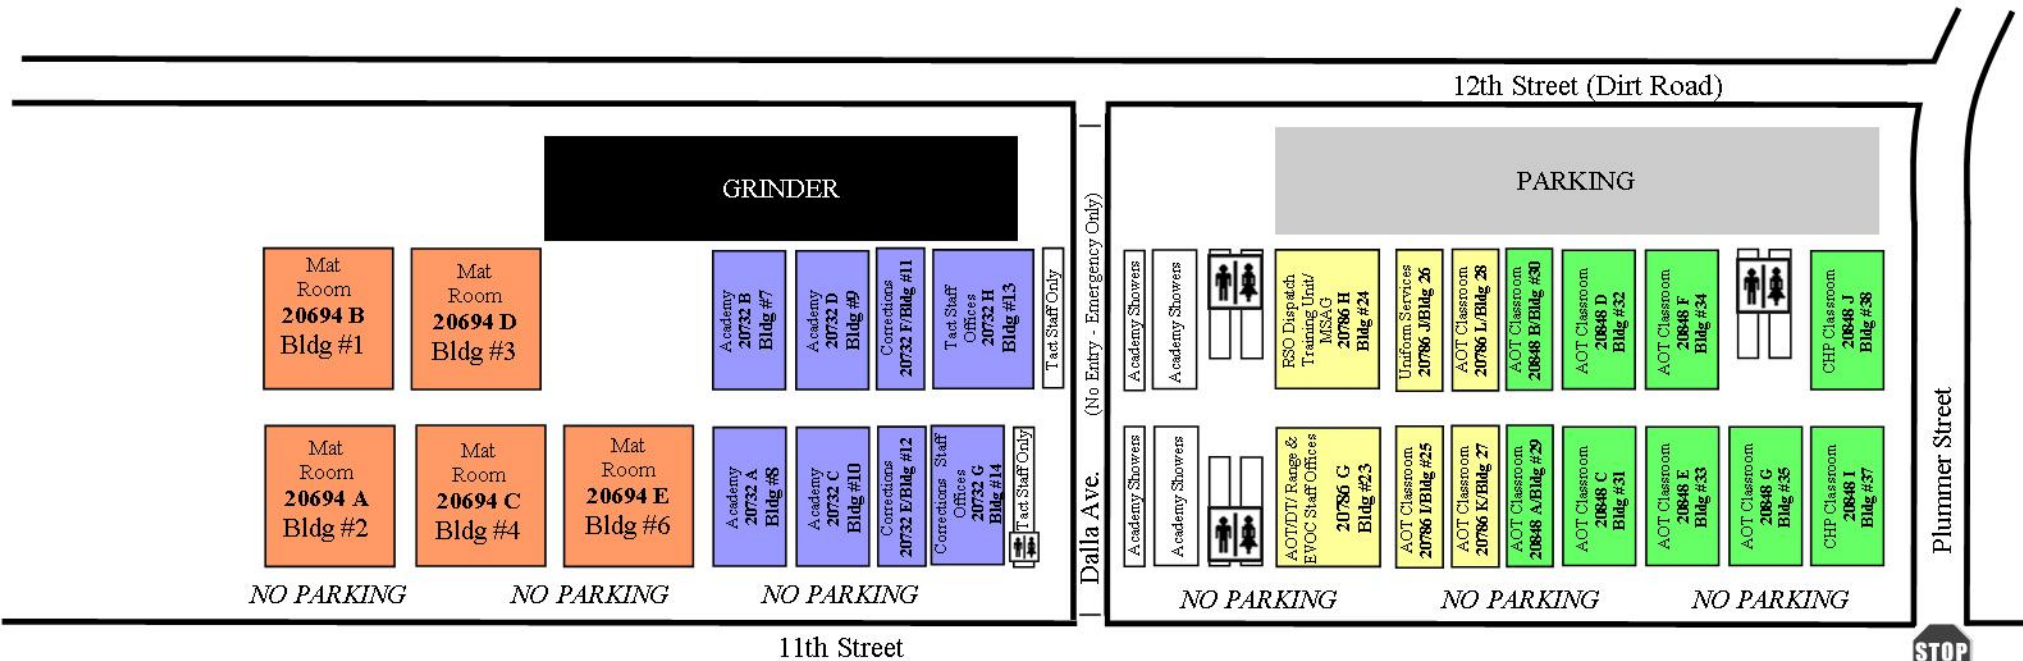 12th Street (Dirt Road)
GRINDER
PARKING
Mat
Room
20694 B
Bldg #1
Mat
Room
20694 D
Bldg #3
Academy
20732 B
Bldg #7
Academy
20732 D
Bldg #9
Corrections
20732 F/Bldg #11
Tact Staff
Offices
20732 H
Bldg #13
Tact Staff Only
(No Entry - Emergency Only)
Academy Showers
Academy Showers
RSO Dispatch
Training Unit/
MSAG
20786 H
Bldg #24
Uniform Services
20786 J/Bldg 26
AOT Classroom
20786 L/Bldg 28
AOT Classroom
20848 B/Bldg #30
AOT Classroom
20848 D
Bldg #32
AOT Classroom
20848 F
Bldg #34
CHP Classroom
20848 J
Bldg #38
Mat
Room
20694 A
Bldg #2
Mat
Room
20694 C
Bldg #4
Mat
Room
20694 E
Bldg #6
Academy
20732 A
Bldg #8
Academy
20732 C
Bldg #10
Corrections
20732 E/Bldg #12
Corrections Staff
Offices
20732 G
Bldg #14
Tact Staff Only
Dalla Ave.
Academy Showers
Academy Showers
AOT/DT/ Range &
EVOC Staff Offices
20786 G
Bldg #23
AOT Classroom
20786 I/Bldg #25
AOT Classroom
20786 K/Bldg 27
AOT Classroom
20848 A/Bldg #29
AOT Classroom
20848 C
Bldg #31
AOT Classroom
20848 E
Bldg #33
AOT Classroom
20848 G
Bldg #35
CHP Classroom
20848 I
Bldg #37
Plummer Street
NO PARKING
NO PARKING
NO PARKING
NO PARKING
NO PARKING
NO PARKING
11th Street
STOP